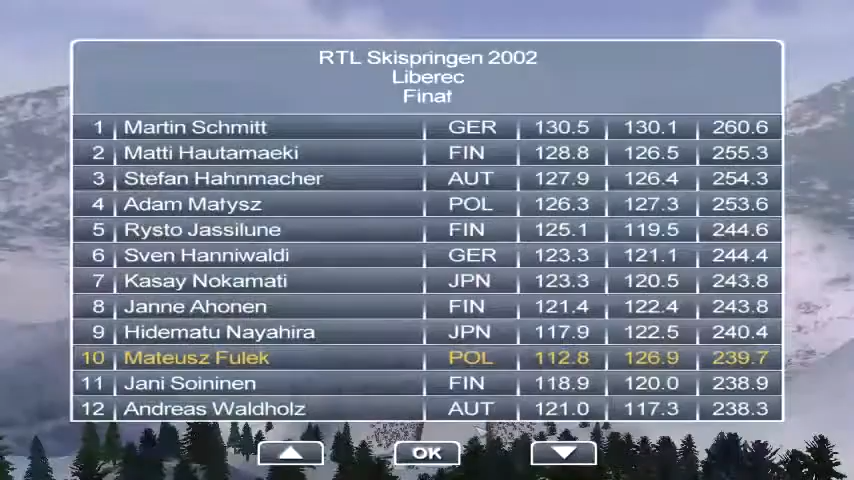 RTL Skispringen 2002
Liberec
Finał
1 Martin Schmitt GER 130.5 130.1 260.6
2 Matti Hautamaeki FIN 128.8 126.5 255.3
3 Stefan Hahnmacher AUT 127.9 126.4 254.3
4 Adam Małysz POL 126.3 127.3 253.6
5 Rysto Jassilune FIN 125.1 119.5 244.6
6 Sven Hanniwaldi GER 123.3 121.1 244.4
7 Kasay Nokamati JPN 123.3 120.5 243.8
8 Janne Ahonen FIN 121.4 122.4 243.8
9 Hidematu Nayahira JPN 117.9 122.5 240.4
10 Mateusz Fulek POL 112.8 126.9 239.7
11 Jani Soininen FIN 118.9 120.0 238.9
12 Andreas Waldholz AUT 121.0 117.3 238.3
OK